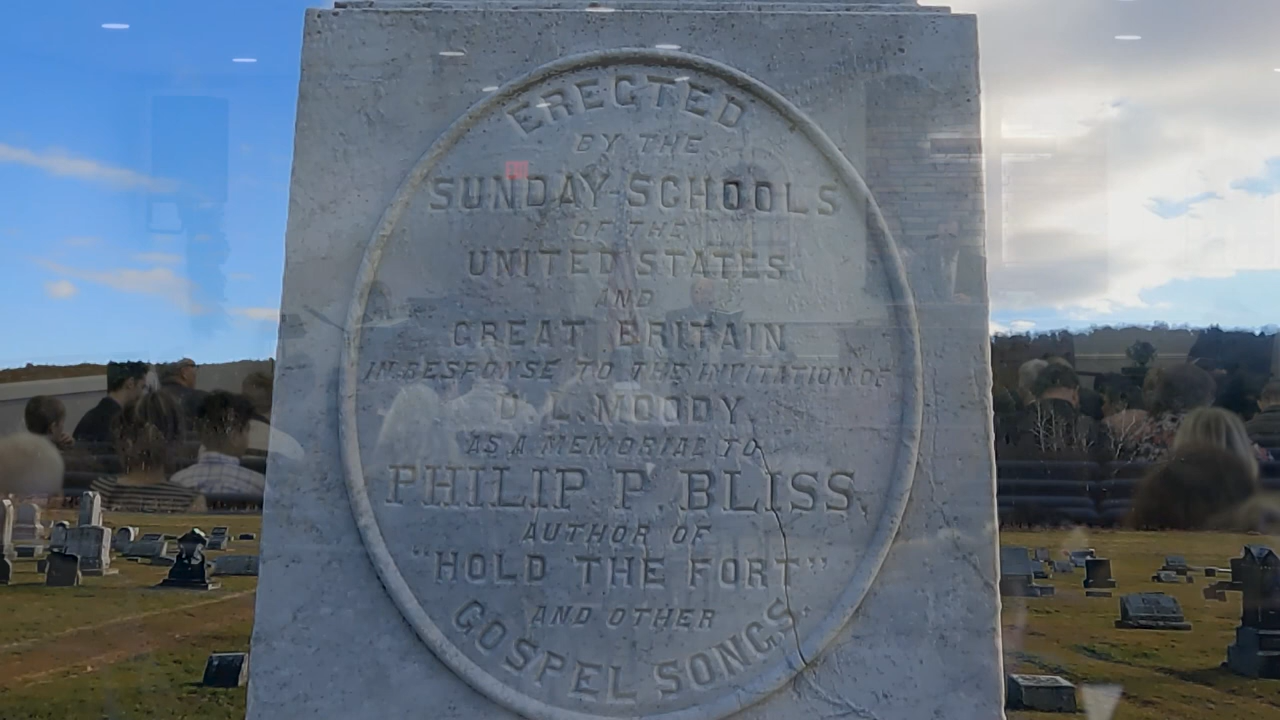 ERECTED
BY THE
SUNDAY-SCHOOLS
OF THE
UNITED STATES
AND
GREAT BRITAIN
IN RESPONSE TO THE INVITATION OF
D. L. MOODY
AS A MEMORIAL TO
PHILIP P. BLISS,
AUTHOR OF
"HOLD THE FORT"
AND OTHER
GOSPEL SONGS.